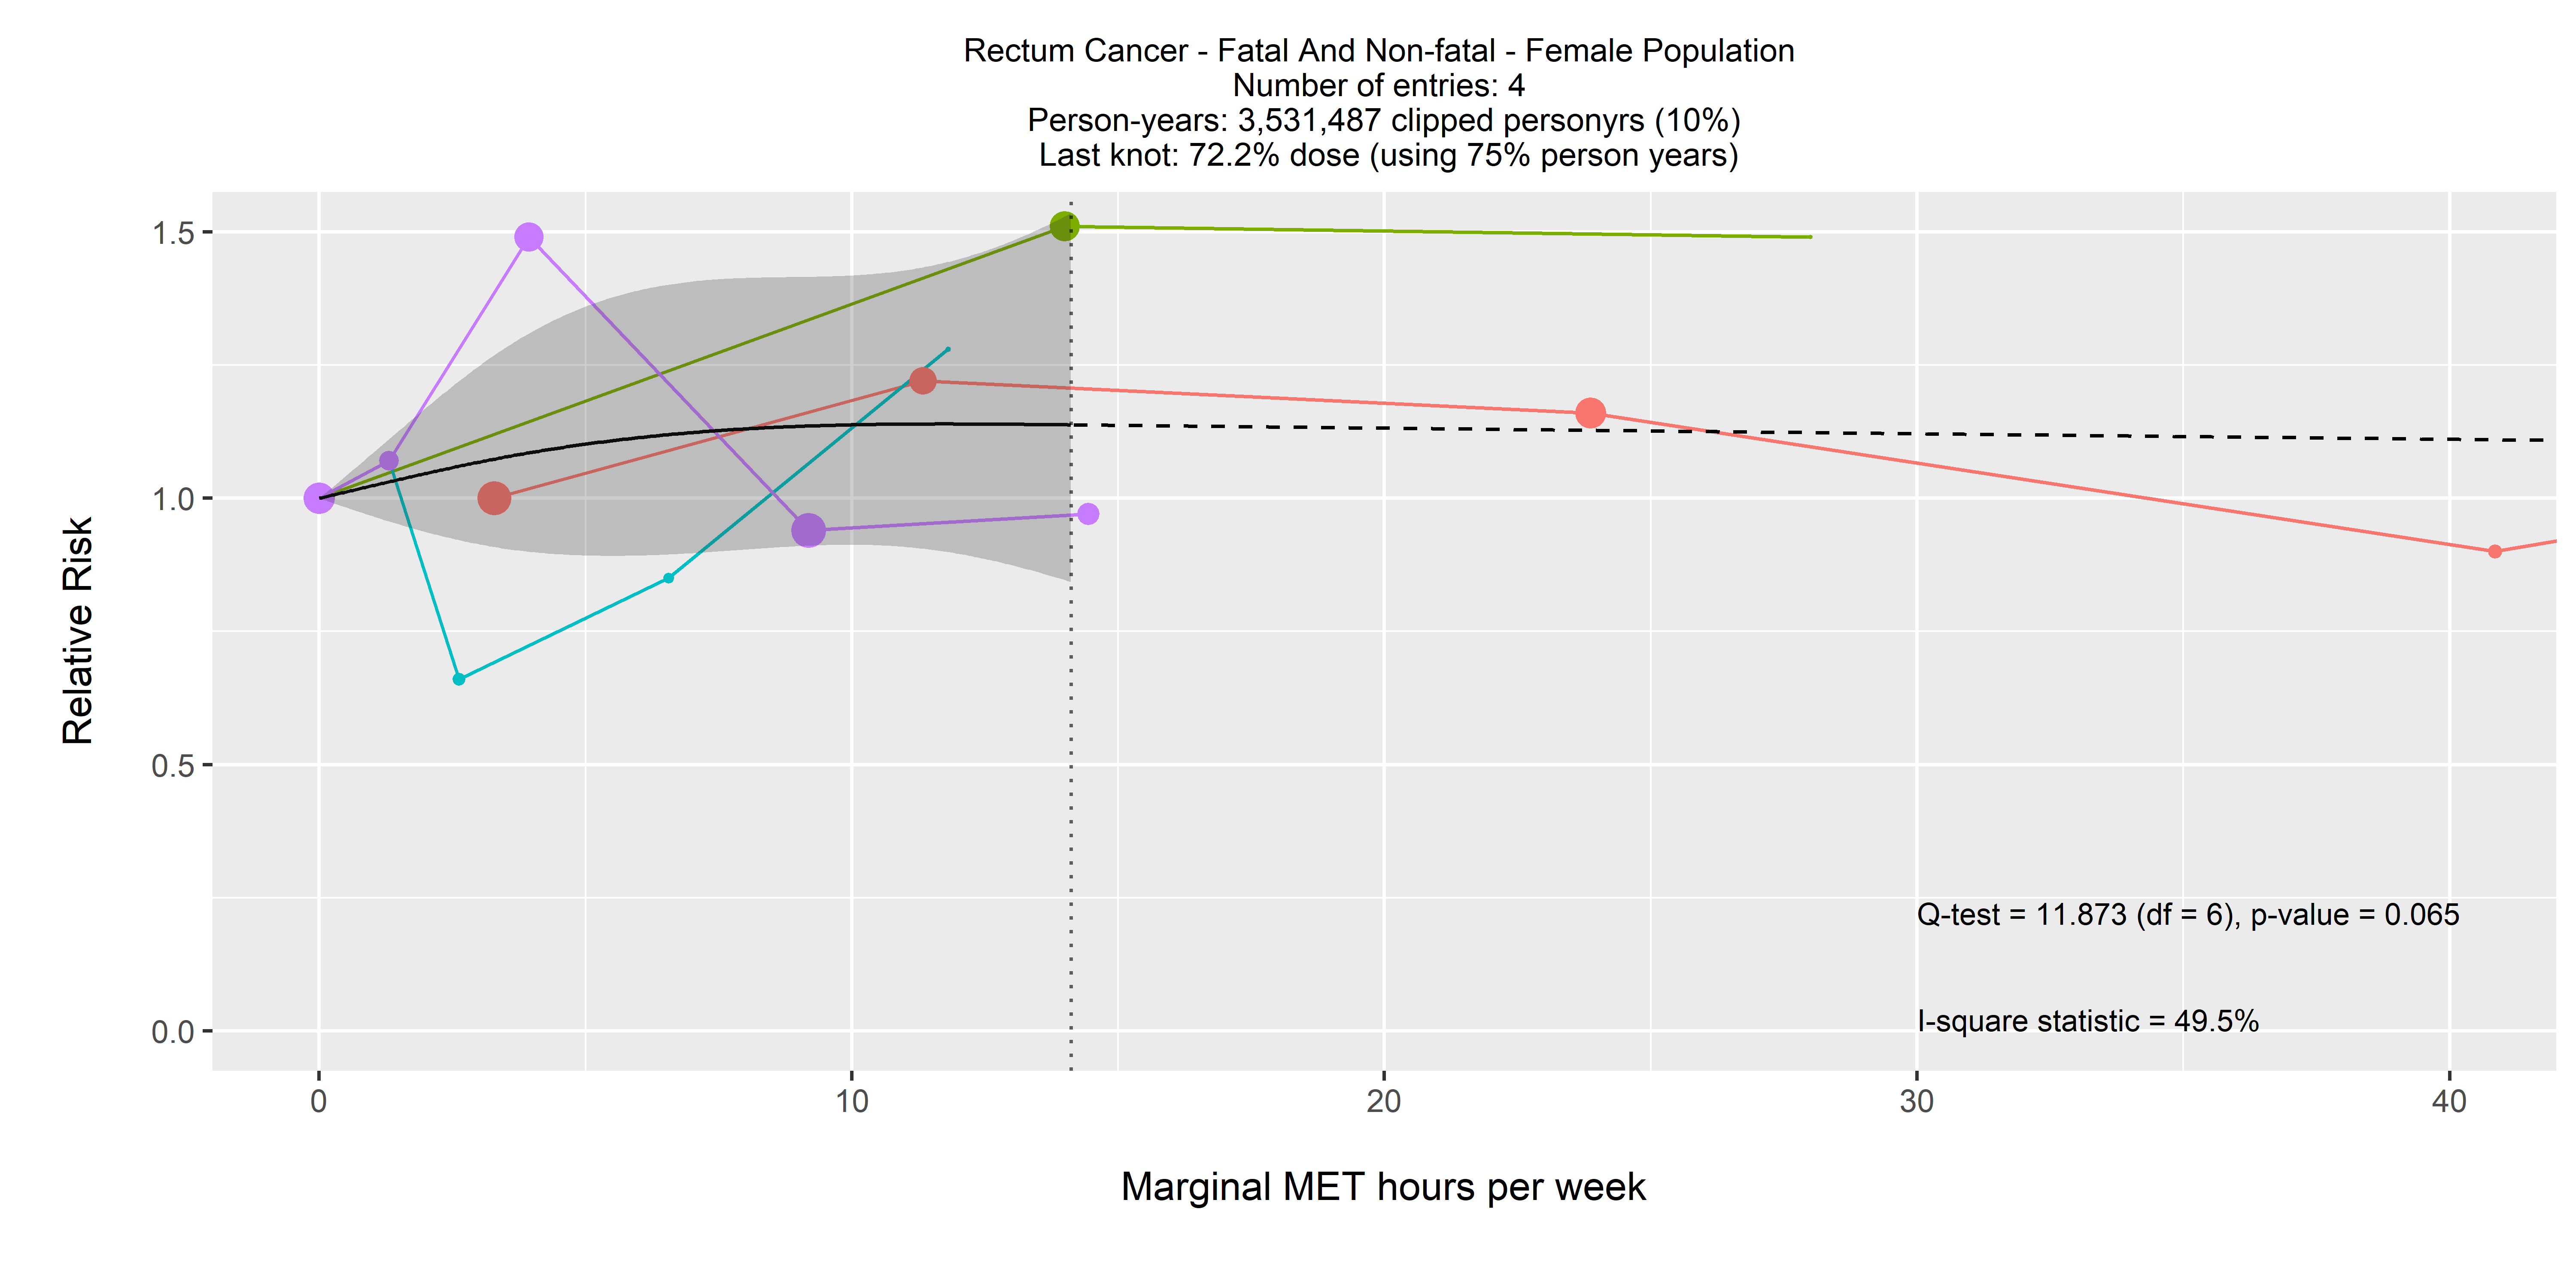 Rectum Cancer - Fatal And Non-fatal - Female Population
Number of entries: 4
Person-years: 3,531,487 clipped personyrs (10%)
Last knot: 72.2% dose (using 75% person years)
1.5
1.0
0.5
0.0
Relative Risk
Q-test = 11.873 (df = 6), p-value = 0.065
I-square statistic = 49.5%
0 10 20 30 40
Marginal MET hours per week